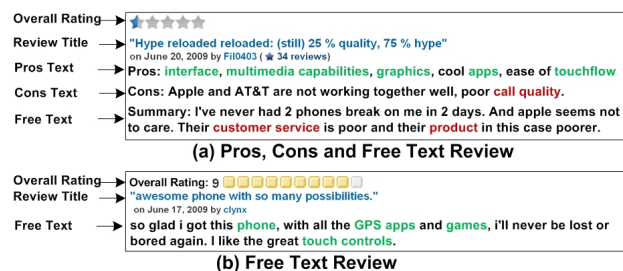 Overall Rating
Review Title "Hype reloaded reloaded: (still) 25 % quality, 75 % hype"
on June 20, 2009 by Fil0403 ( 34 reviews)
Pros Text Pros: interface, multimedia capabilities, graphics, cool apps, ease of touchflow
Cons Text Cons: Apple and AT&T are not working together well, poor call quality.
Free Text Summary: I've never had 2 phones break on me in 2 days. And apple seems not
to care. Their customer service is poor and their product in this case poorer.
(a) Pros, Cons and Free Text Review
Overall Rating Overall Rating: 9
Review Title "awesome phone with so many possibilities."
on June 17, 2009 by clynx
Free Text so glad i got this phone, with all the GPS apps and games, i'll never be lost or
bored again. I like the great touch controls.
(b) Free Text Review